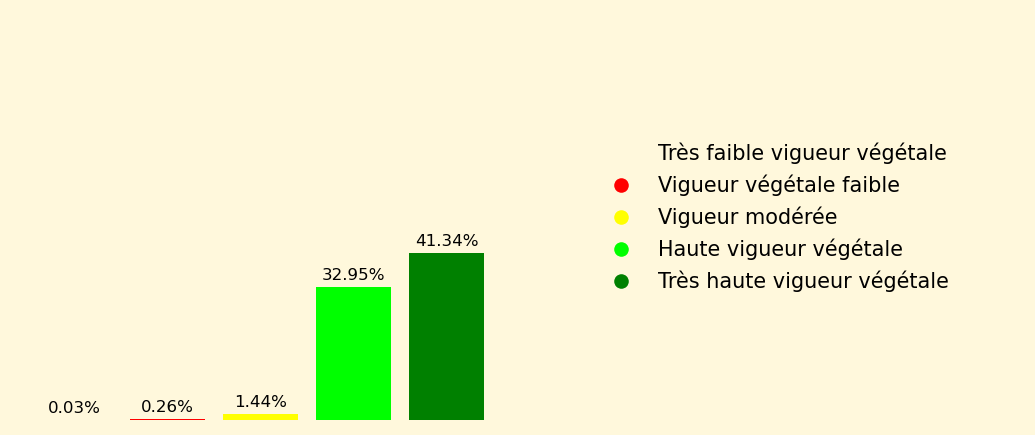 0.03%
0.26%
1.44%
32.95%
41.34%
Très faible vigueur végétale
Vigueur végétale faible
Vigueur modérée
Haute vigueur végétale
Très haute vigueur végétale